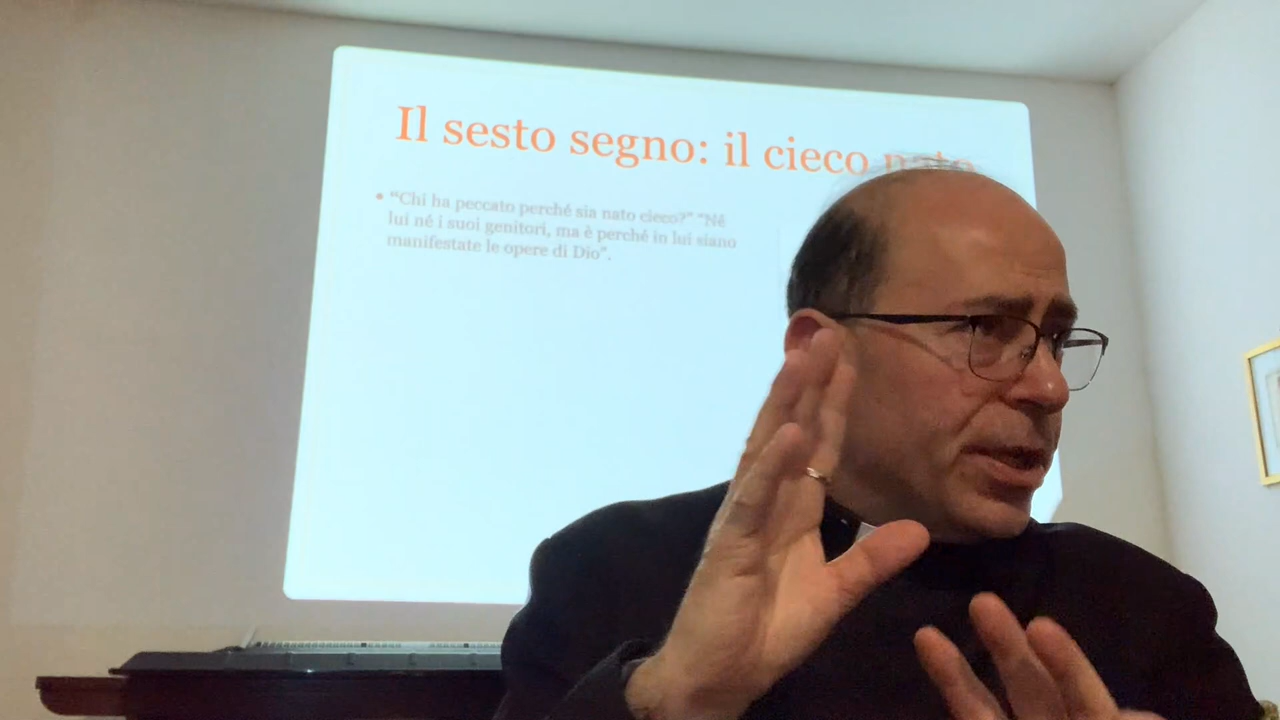 Il sesto segno: il cieco nato
“Chi ha peccato perché sia nato cieco?” “Né
lui né i suoi genitori, ma è perché in lui siano
manifestate le opere di Dio”.